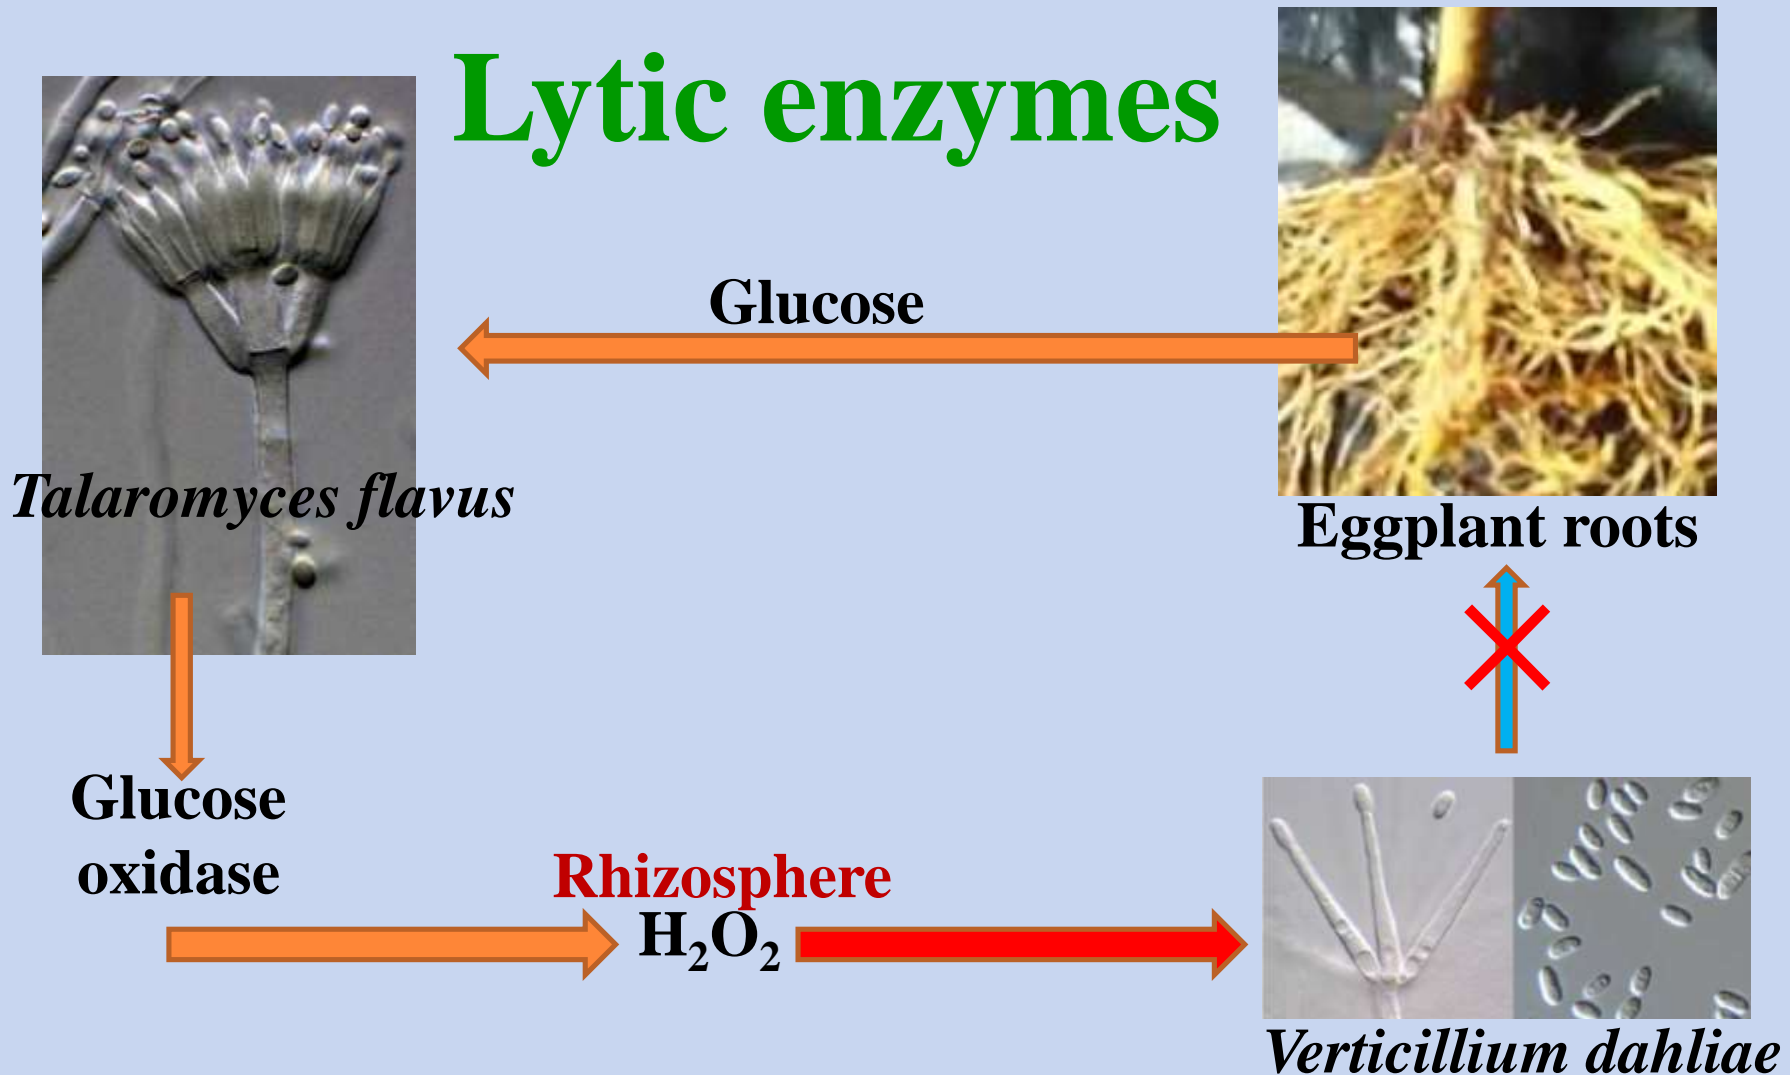 Lytic enzymes
Glucose
Talaromyces flavus
Eggplant roots
Glucose
oxidase
Rhizosphere
H₂O₂
Verticillium dahliae